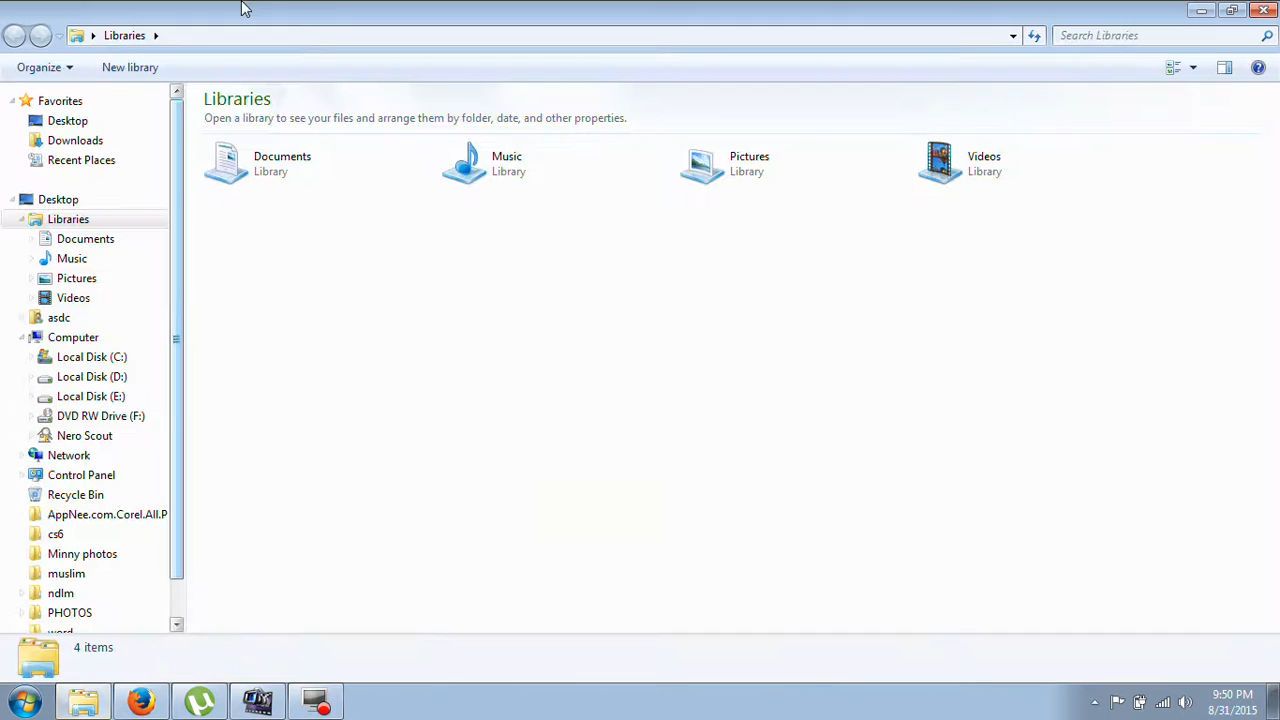 Libraries
Search Libraries
Organize
New library
Favorites
Desktop
Downloads
Recent Places
Desktop
Libraries
Documents
Music
Pictures
Videos
asdc
Computer
Local Disk (C:)
Local Disk (D:)
Local Disk (E:)
DVD RW Drive (F:)
Nero Scout
Network
Control Panel
Recycle Bin
AppNee.com.Corel.All.P
cs6
Minny photos
muslim
ndlm
PHOTOS
word
Libraries
Open a library to see your files and arrange them by folder, date, and other properties.
Documents
Library
Music
Library
Pictures
Library
Videos
Library
4 items
9:50 PM
8/31/2015